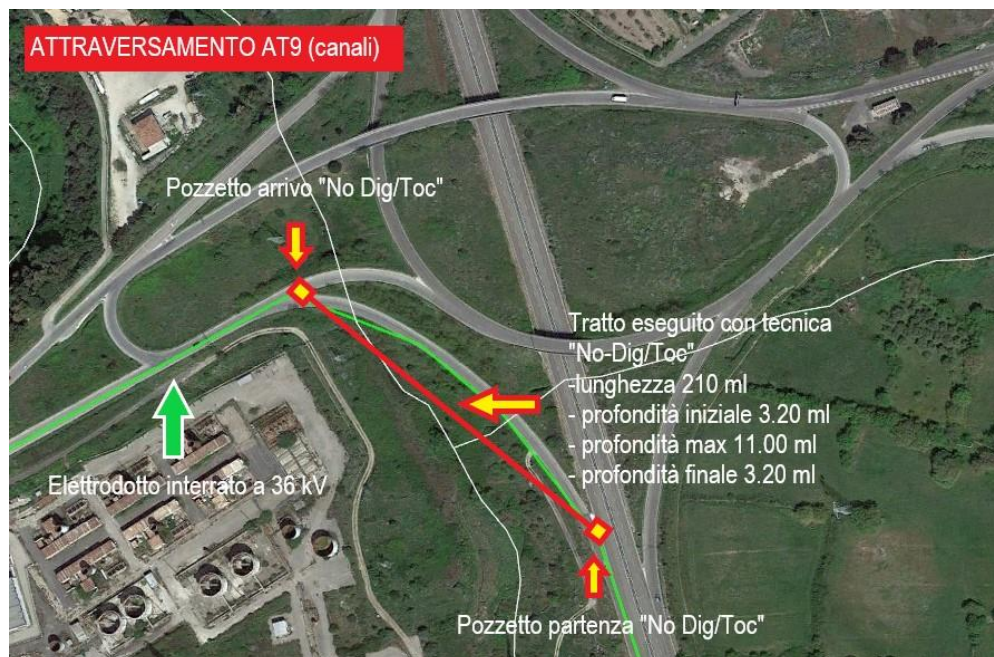 ATTRAVERSAMENTO AT9 (canali)
Pozzetto arrivo "No Dig/Toc"
Tratto eseguito con tecnica
"No-Dig/Toc"
-lunghezza 210 ml
- profondità iniziale 3.20 ml
- profondità max 11.00 ml
- profondità finale 3.20 ml
Elettrodotto interrato a 36 kV
Pozzetto partenza "No Dig/Toc"